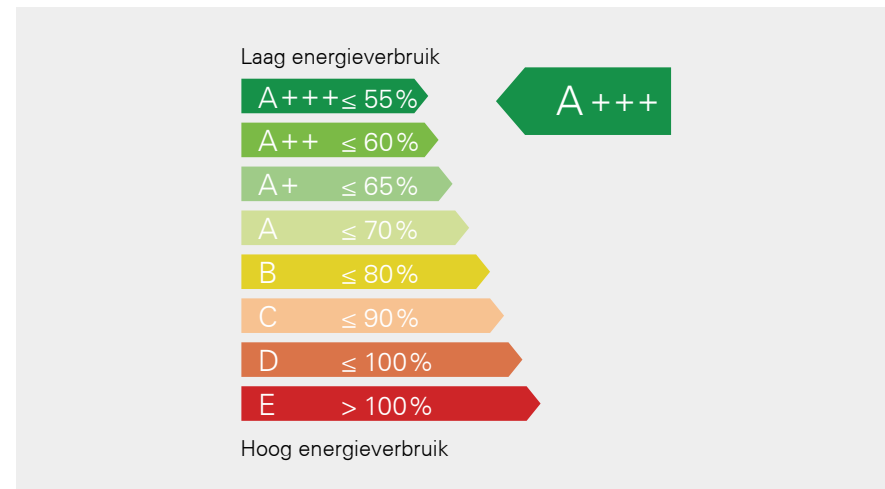 Laag energieverbruik
A+++ ≤ 55%
A+++
A++ ≤ 60%
A+ ≤ 65%
A ≤ 70%
B ≤ 80%
C ≤ 90%
D ≤ 100%
E > 100%
Hoog energieverbruik